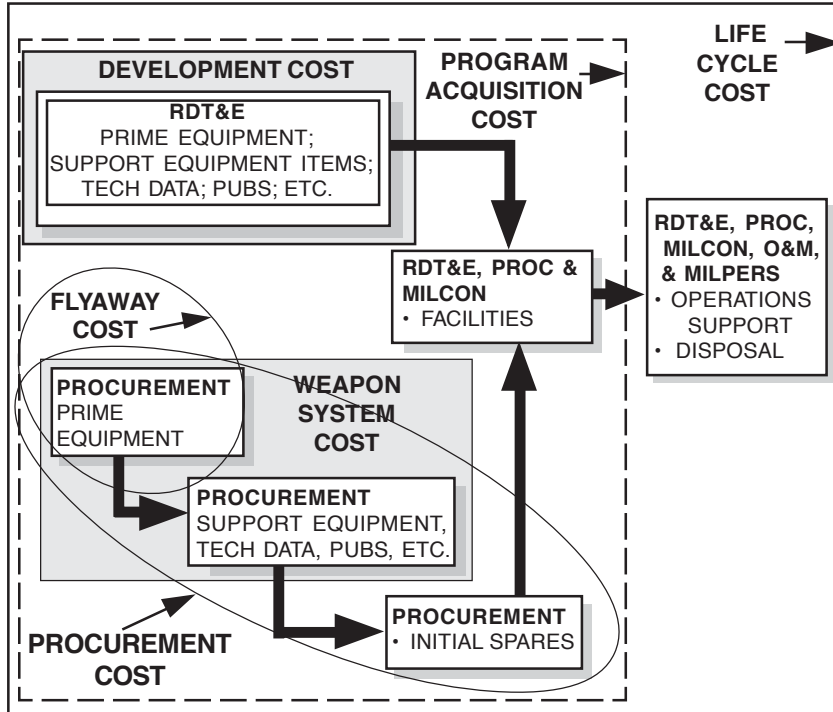 DEVELOPMENT COST
RDT&E
PRIME EQUIPMENT;
SUPPORT EQUIPMENT ITEMS;
TECH DATA; PUBS; ETC.
PROGRAM
ACQUISITION
COST
LIFE
CYCLE
COST
RDT&E, PROC &
MILCON
• FACILITIES
RDT&E, PROC,
MILCON, O&M,
& MILPERS
• OPERATIONS
SUPPORT
• DISPOSAL
FLYAWAY
COST
PROCUREMENT
PRIME
EQUIPMENT
WEAPON
SYSTEM
COST
PROCUREMENT
SUPPORT EQUIPMENT,
TECH DATA, PUBS, ETC.
PROCUREMENT
• INITIAL SPARES
PROCUREMENT
COST